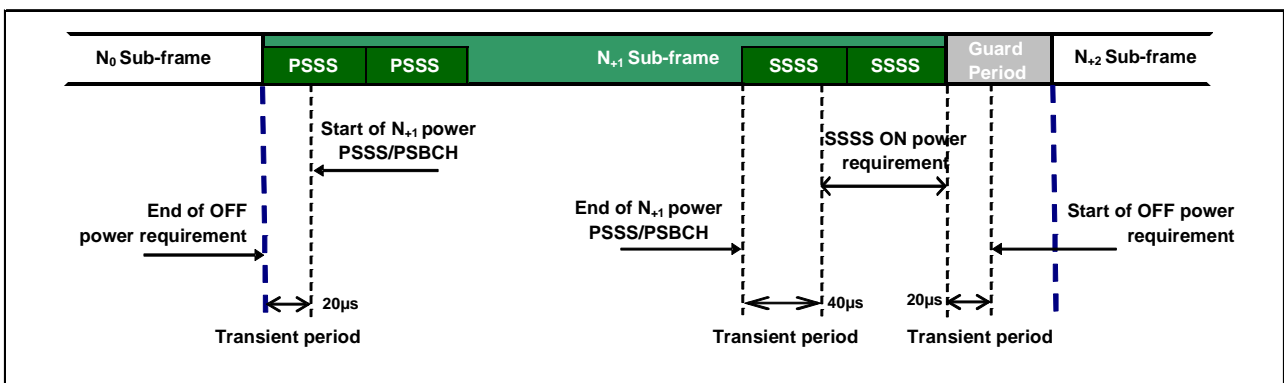 N₀ Sub-frame
PSSS
PSSS
N₊₁ Sub-frame
SSSS
SSSS
Guard
Period
N₊₂ Sub-frame
Start of N₊₁ power
PSSS/PSBCH
SSSS ON power
requirement
End of OFF
power requirement
End of N₊₁ power
PSSS/PSBCH
Start of OFF power
requirement
20µs
40µs
20µs
Transient period
Transient period
Transient period